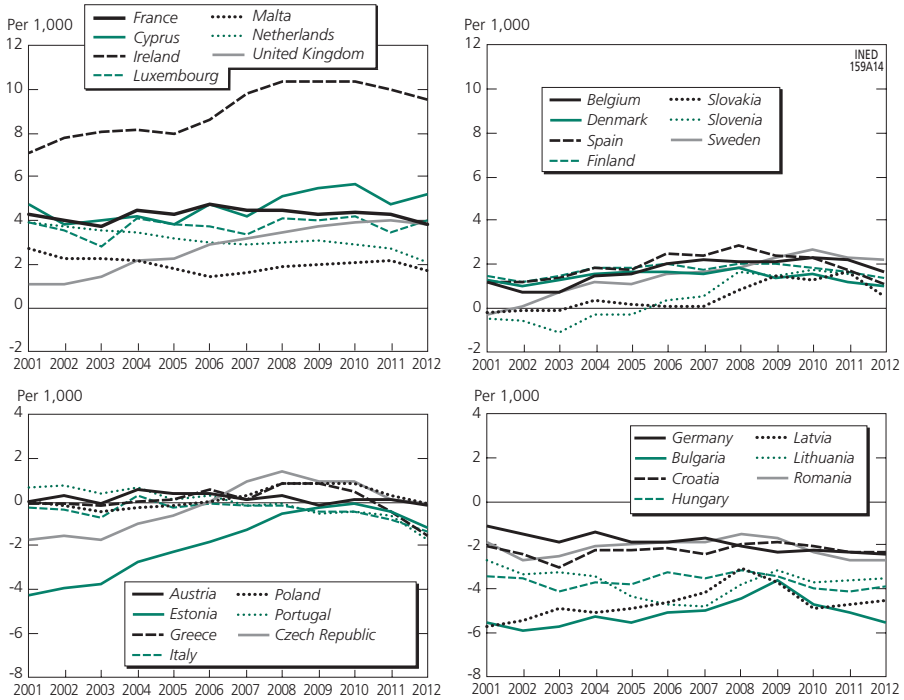 Per 1,000
France
Cyprus
Ireland
Luxembourg
Malta
Netherlands
United Kingdom
12
10
8
6
4
2
0
-2
2001 2002 2003 2004 2005 2006 2007 2008 2009 2010 2011 2012
Per 1,000
INED
159A14
Belgium
Denmark
Spain
Finland
Slovakia
Slovenia
Sweden
12
10
8
6
4
2
0
-2
2001 2002 2003 2004 2005 2006 2007 2008 2009 2010 2011 2012
Per 1,000
4
2
0
-2
-4
-6
-8
Austria
Estonia
Greece
Italy
Poland
Portugal
Czech Republic
2001 2002 2003 2004 2005 2006 2007 2008 2009 2010 2011 2012
Per 1,000
Germany
Bulgaria
Croatia
Hungary
Latvia
Lithuania
Romania
4
2
0
-2
-4
-6
-8
2001 2002 2003 2004 2005 2006 2007 2008 2009 2010 2011 2012